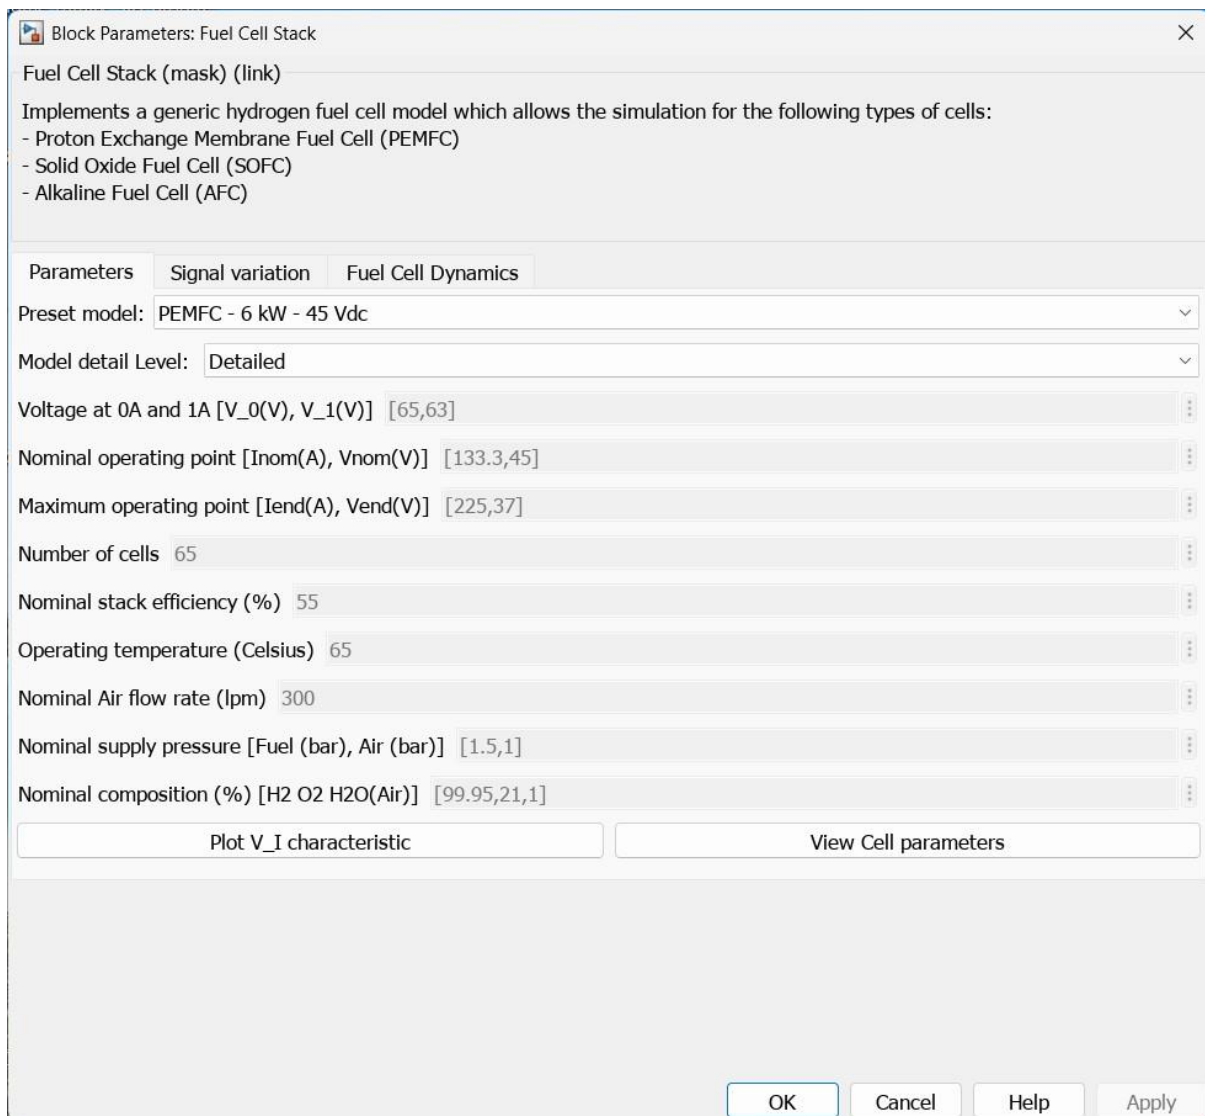 Block Parameters: Fuel Cell Stack
Fuel Cell Stack (mask) (link)
Implements a generic hydrogen fuel cell model which allows the simulation for the following types of cells:
- Proton Exchange Membrane Fuel Cell (PEMFC)
- Solid Oxide Fuel Cell (SOFC)
- Alkaline Fuel Cell (AFC)
Parameters Signal variation Fuel Cell Dynamics
Preset model: PEMFC - 6 kW - 45 Vdc
Model detail Level: Detailed
Voltage at 0A and 1A [V_0(V), V_1(V)] [65,63]
Nominal operating point [Inom(A), Vnom(V)] [133.3,45]
Maximum operating point [Iend(A), Vend(V)] [225,37]
Number of cells 65
Nominal stack efficiency (%) 55
Operating temperature (Celsius) 65
Nominal Air flow rate (lpm) 300
Nominal supply pressure [Fuel (bar), Air (bar)] [1.5,1]
Nominal composition (%) [H2 O2 H2O(Air)] [99.95,21,1]
Plot V_I characteristic View Cell parameters
OK Cancel Help Apply